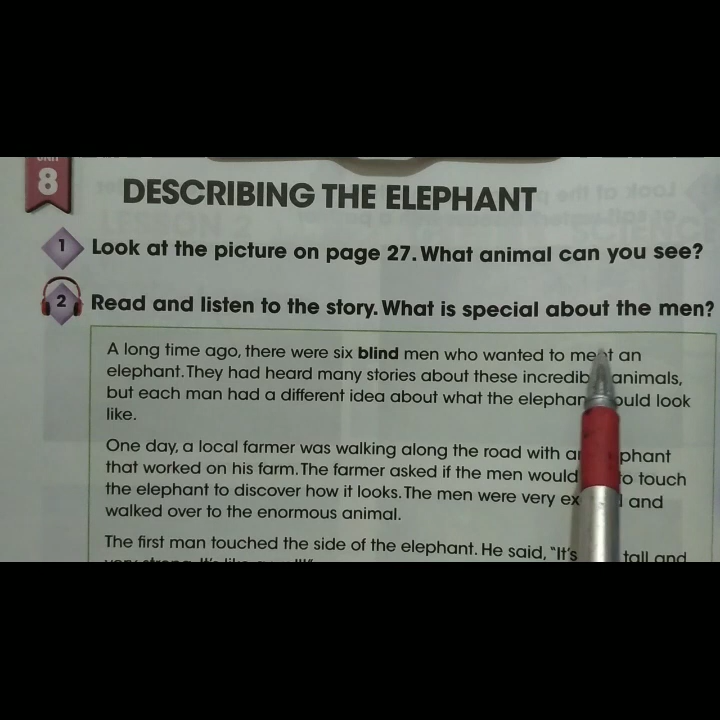 UNIT
8
DESCRIBING THE ELEPHANT
1 Look at the picture on page 27. What animal can you see?
2 Read and listen to the story. What is special about the men?
A long time ago, there were six blind men who wanted to meet an
elephant. They had heard many stories about these animals,
but each man had a different idea about what the look
like.
One day, a local farmer was walking along the road with
that worked on his farm. The farmer asked if the men would to touch
the elephant to discover how it looks. The men were very and
walked over to the enormous animal.
The first man touched the side of the elephant. He said, "It's tall and